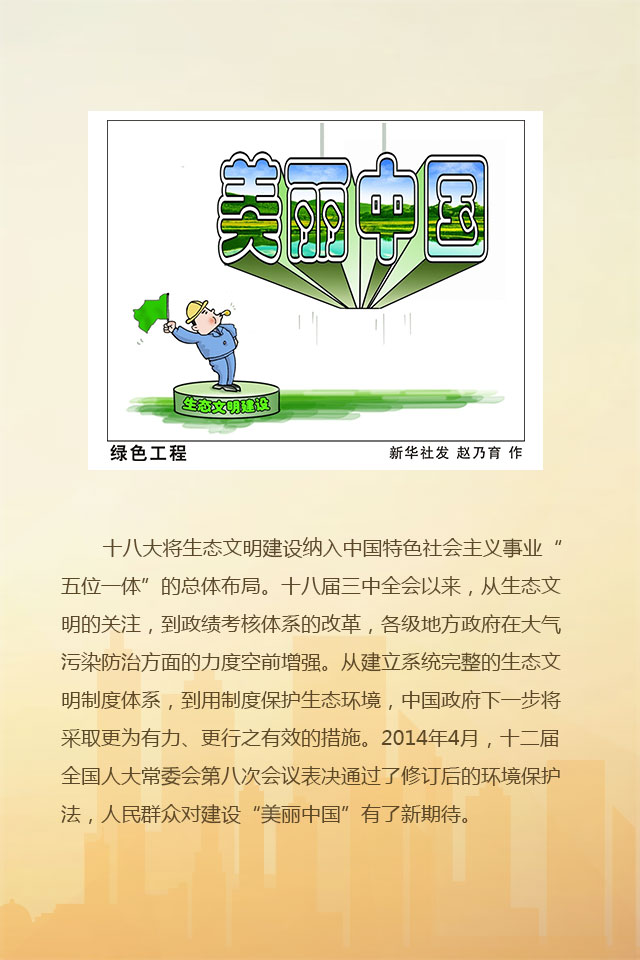 美丽中国
生态文明建设
绿色工程 新华社发 赵乃育 作
十八大将生态文明建设纳入中国特色社会主义事业“
五位一体”的总体布局。十八届三中全会以来，从生态文
明的关注，到政绩考核体系的改革，各级地方政府在大气
污染防治方面的力度空前增强。从建立系统完整的生态文
明制度体系，到用制度保护生态环境，中国政府下一步将
采取更为有力、更行之有效的措施。2014年4月，十二届
全国人大常委会第八次会议表决通过了修订后的环境保护
法，人民群众对建设“美丽中国”有了新期待。